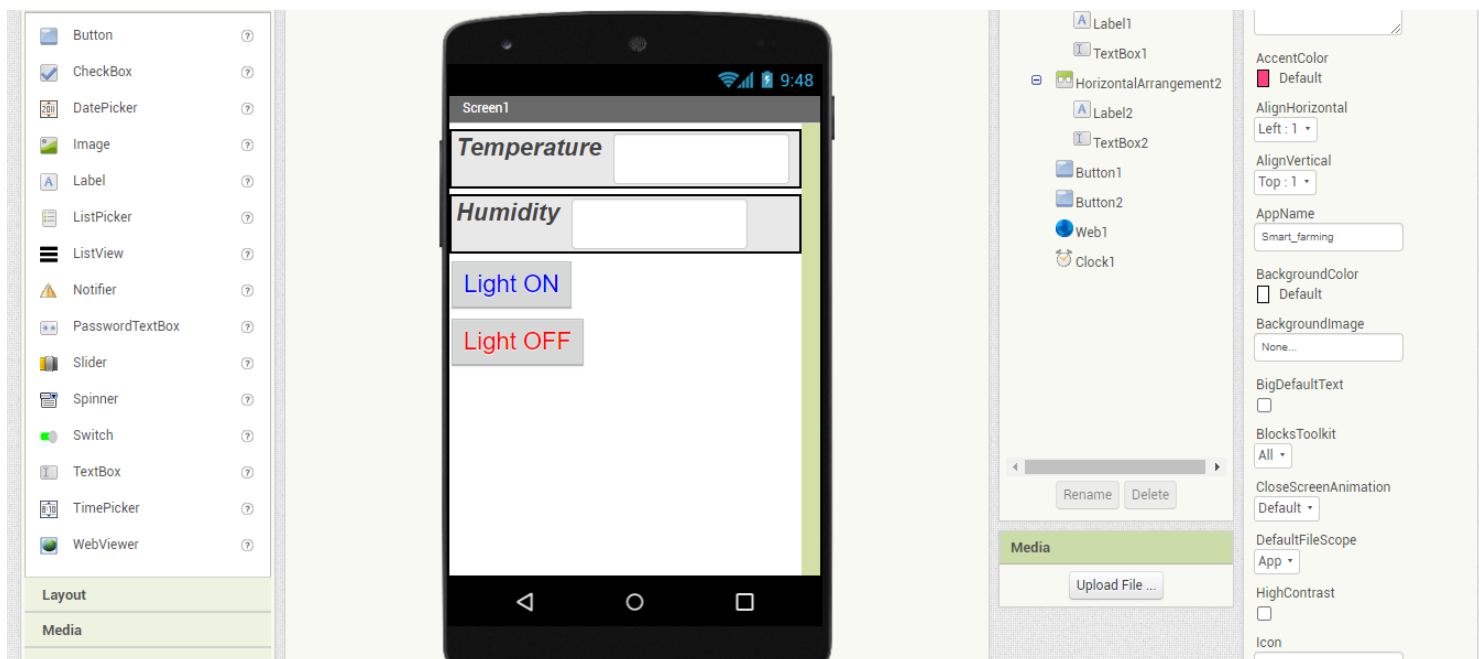 Button
CheckBox
DatePicker
Image
Label
ListPicker
ListView
Notifier
PasswordTextBox
Slider
Spinner
Switch
TextBox
TimePicker
WebViewer
Layout
Media
9:48
Screen1
Temperature
Humidity
Light ON
Light OFF
Label1
TextBox1
HorizontalArrangement2
Label2
TextBox2
Button1
Button2
Web1
Clock1
Rename Delete
Media
Upload File ...
AccentColor
Default
AlignHorizontal
Left : 1
AlignVertical
Top : 1
AppName
Smart_farming
BackgroundColor
Default
BackgroundImage
None...
BigDefaultText
BlocksToolkit
All
CloseScreenAnimation
Default
DefaultFileScope
App
HighContrast
Icon